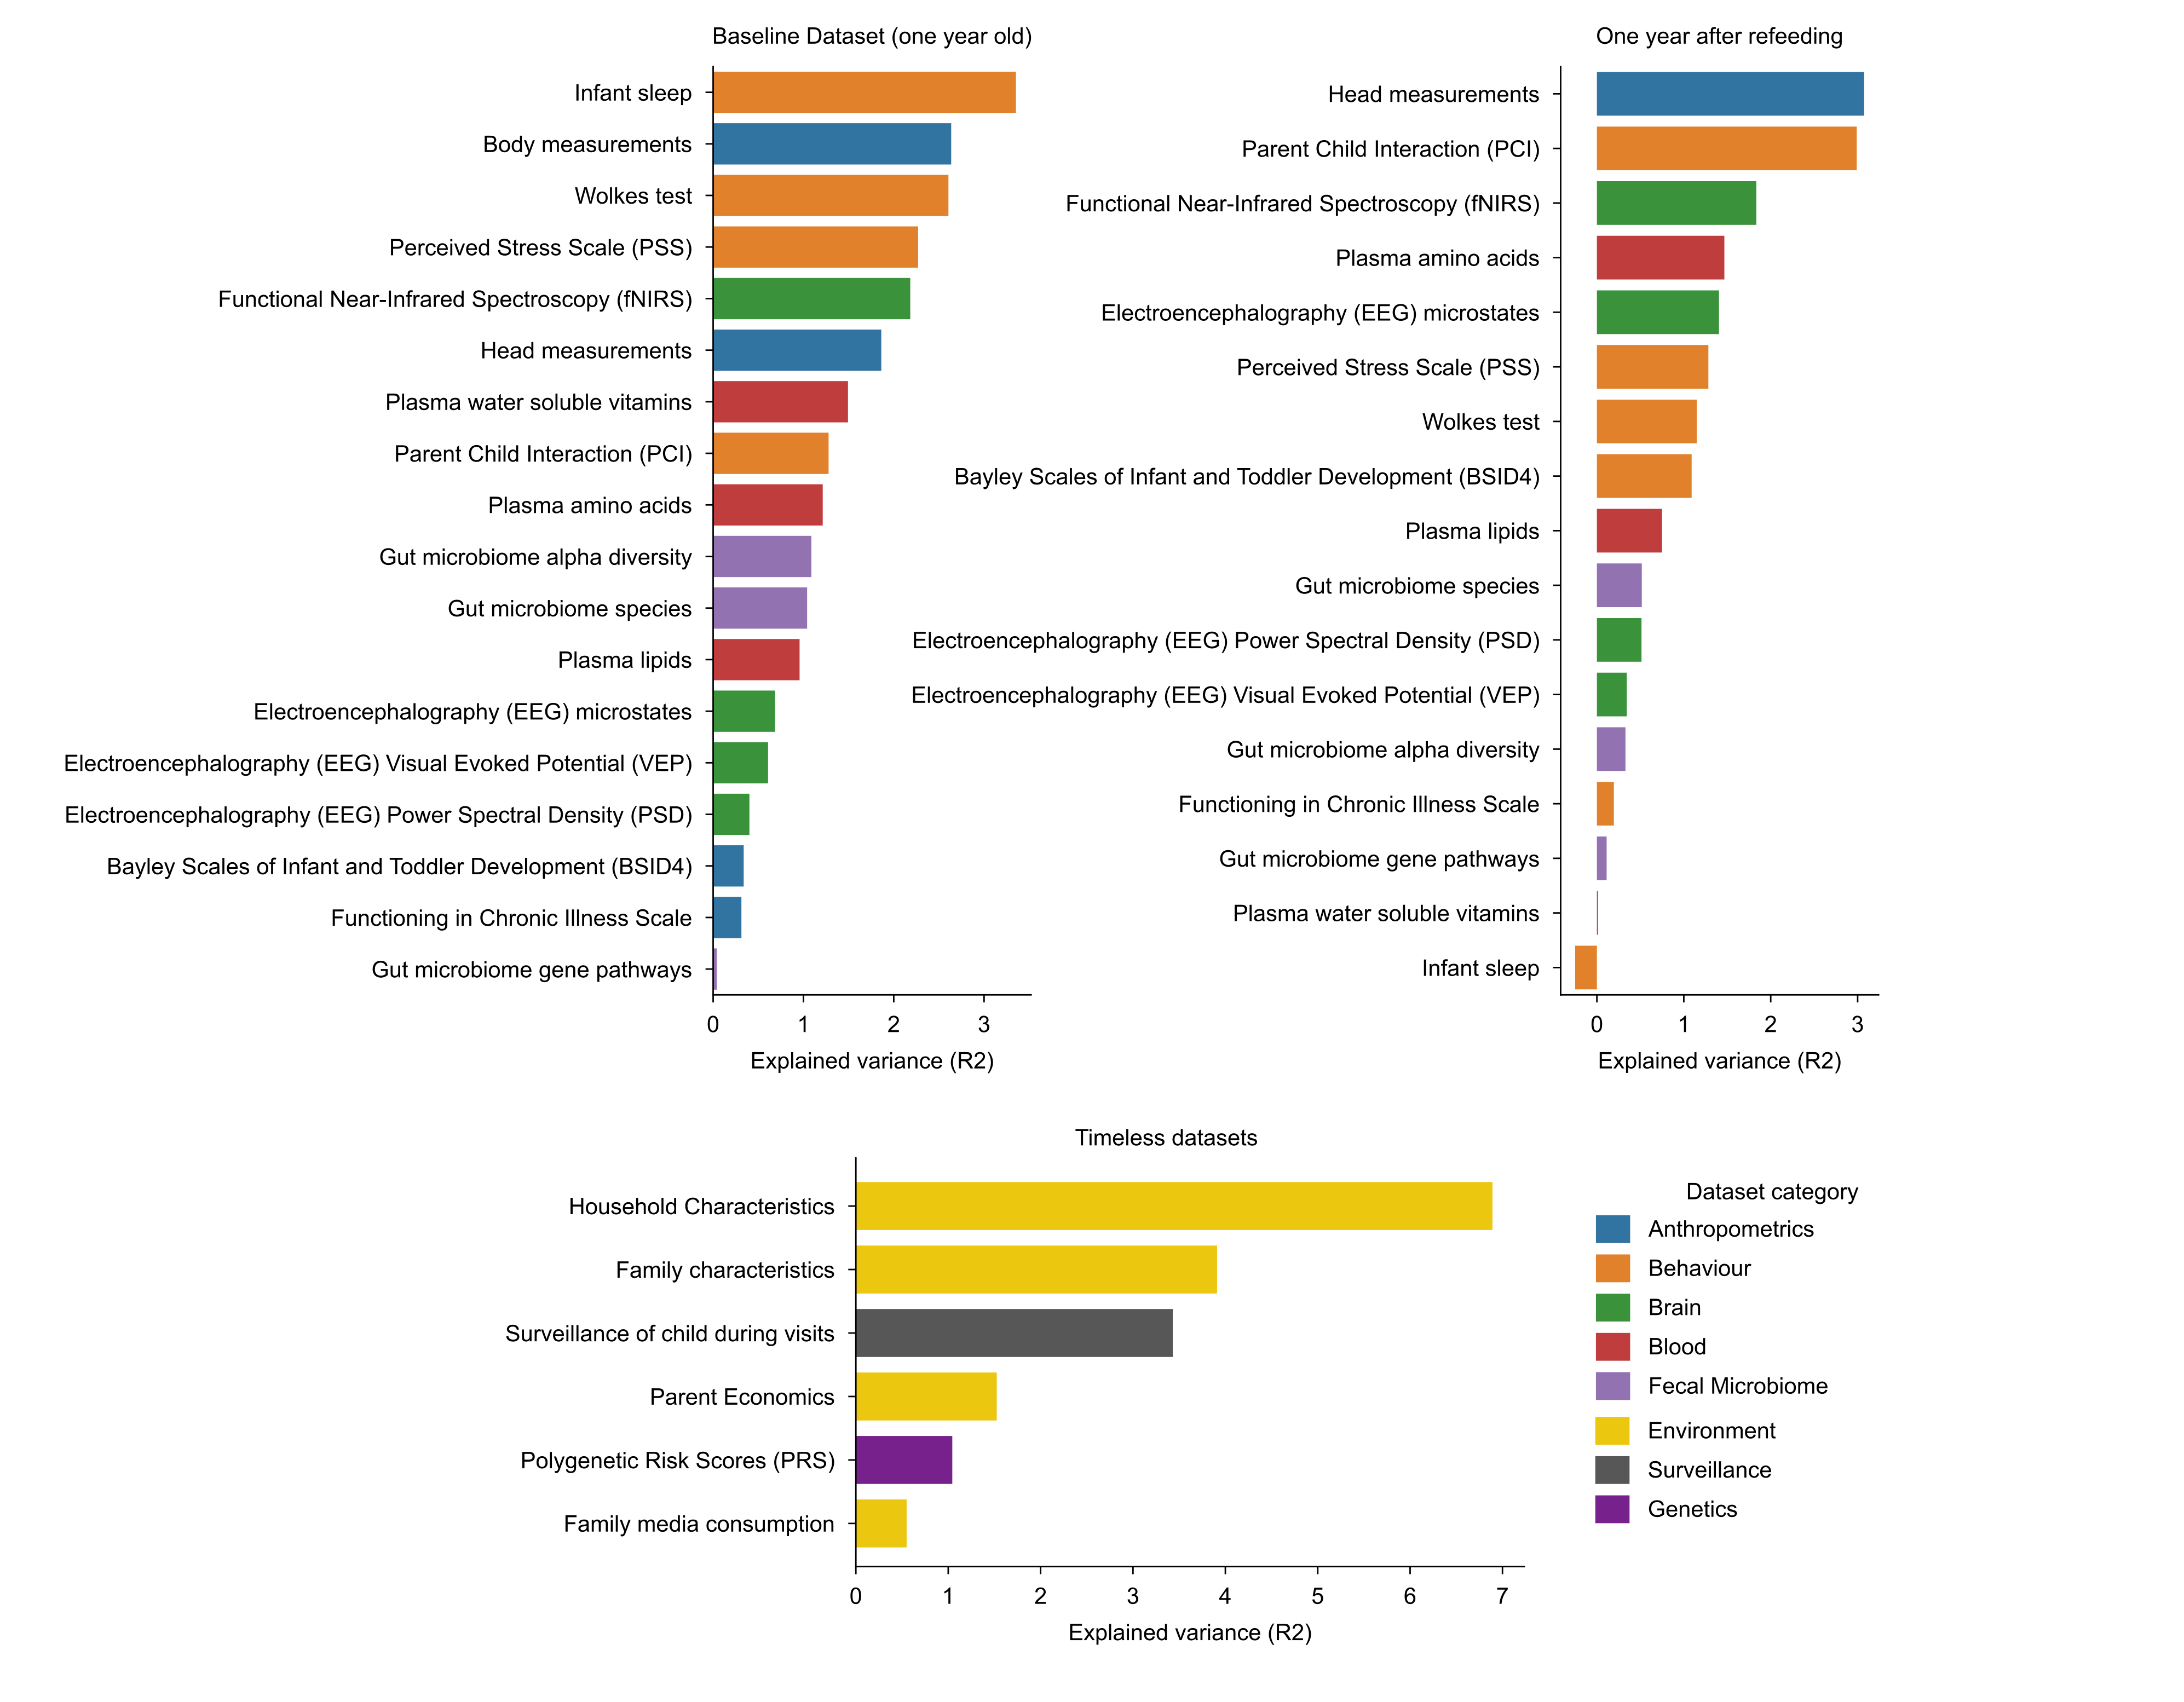 Baseline Dataset (one year old)
Infant sleep
Body measurements
Wolkes test
Perceived Stress Scale (PSS)
Functional Near-Infrared Spectroscopy (fNIRS)
Head measurements
Plasma water soluble vitamins
Parent Child Interaction (PCI)
Plasma amino acids
Gut microbiome alpha diversity
Gut microbiome species
Plasma lipids
Electroencephalography (EEG) microstates
Electroencephalography (EEG) Visual Evoked Potential (VEP)
Electroencephalography (EEG) Power Spectral Density (PSD)
Bayley Scales of Infant and Toddler Development (BSID4)
Functioning in Chronic Illness Scale
Gut microbiome gene pathways
0 1 2 3
Explained variance (R2)
One year after refeeding
Head measurements
Parent Child Interaction (PCI)
Functional Near-Infrared Spectroscopy (fNIRS)
Plasma amino acids
Electroencephalography (EEG) microstates
Perceived Stress Scale (PSS)
Wolkes test
Bayley Scales of Infant and Toddler Development (BSID4)
Plasma lipids
Gut microbiome species
Electroencephalography (EEG) Power Spectral Density (PSD)
Electroencephalography (EEG) Visual Evoked Potential (VEP)
Gut microbiome alpha diversity
Functioning in Chronic Illness Scale
Gut microbiome gene pathways
Plasma water soluble vitamins
Infant sleep
0 1 2 3
Explained variance (R2)
Timeless datasets
Household Characteristics
Family characteristics
Surveillance of child during visits
Parent Economics
Polygenetic Risk Scores (PRS)
Family media consumption
0 1 2 3 4 5 6 7
Explained variance (R2)
Dataset category
Anthropometrics
Behaviour
Brain
Blood
Fecal Microbiome
Environment
Surveillance
Genetics